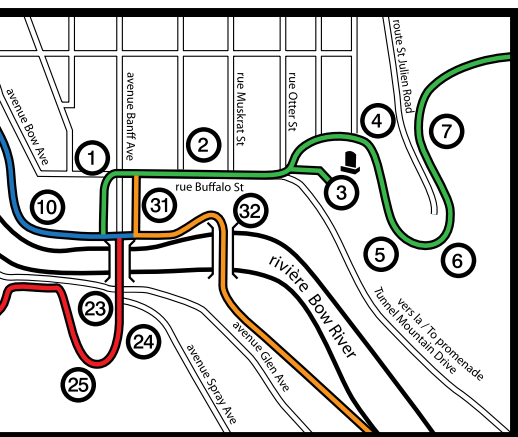 route St Julien Road
avenue Bow Ave
avenue Banff Ave
rue Muskrat St
rue Otter St
4
7
2
1
3
rue Buffalo St
10
31
32
5
6
rivière Bow River
23
24
25
avenue Glen Ave
avenue Spray Ave
vers la / To promenade
Tunnel Mountain Drive